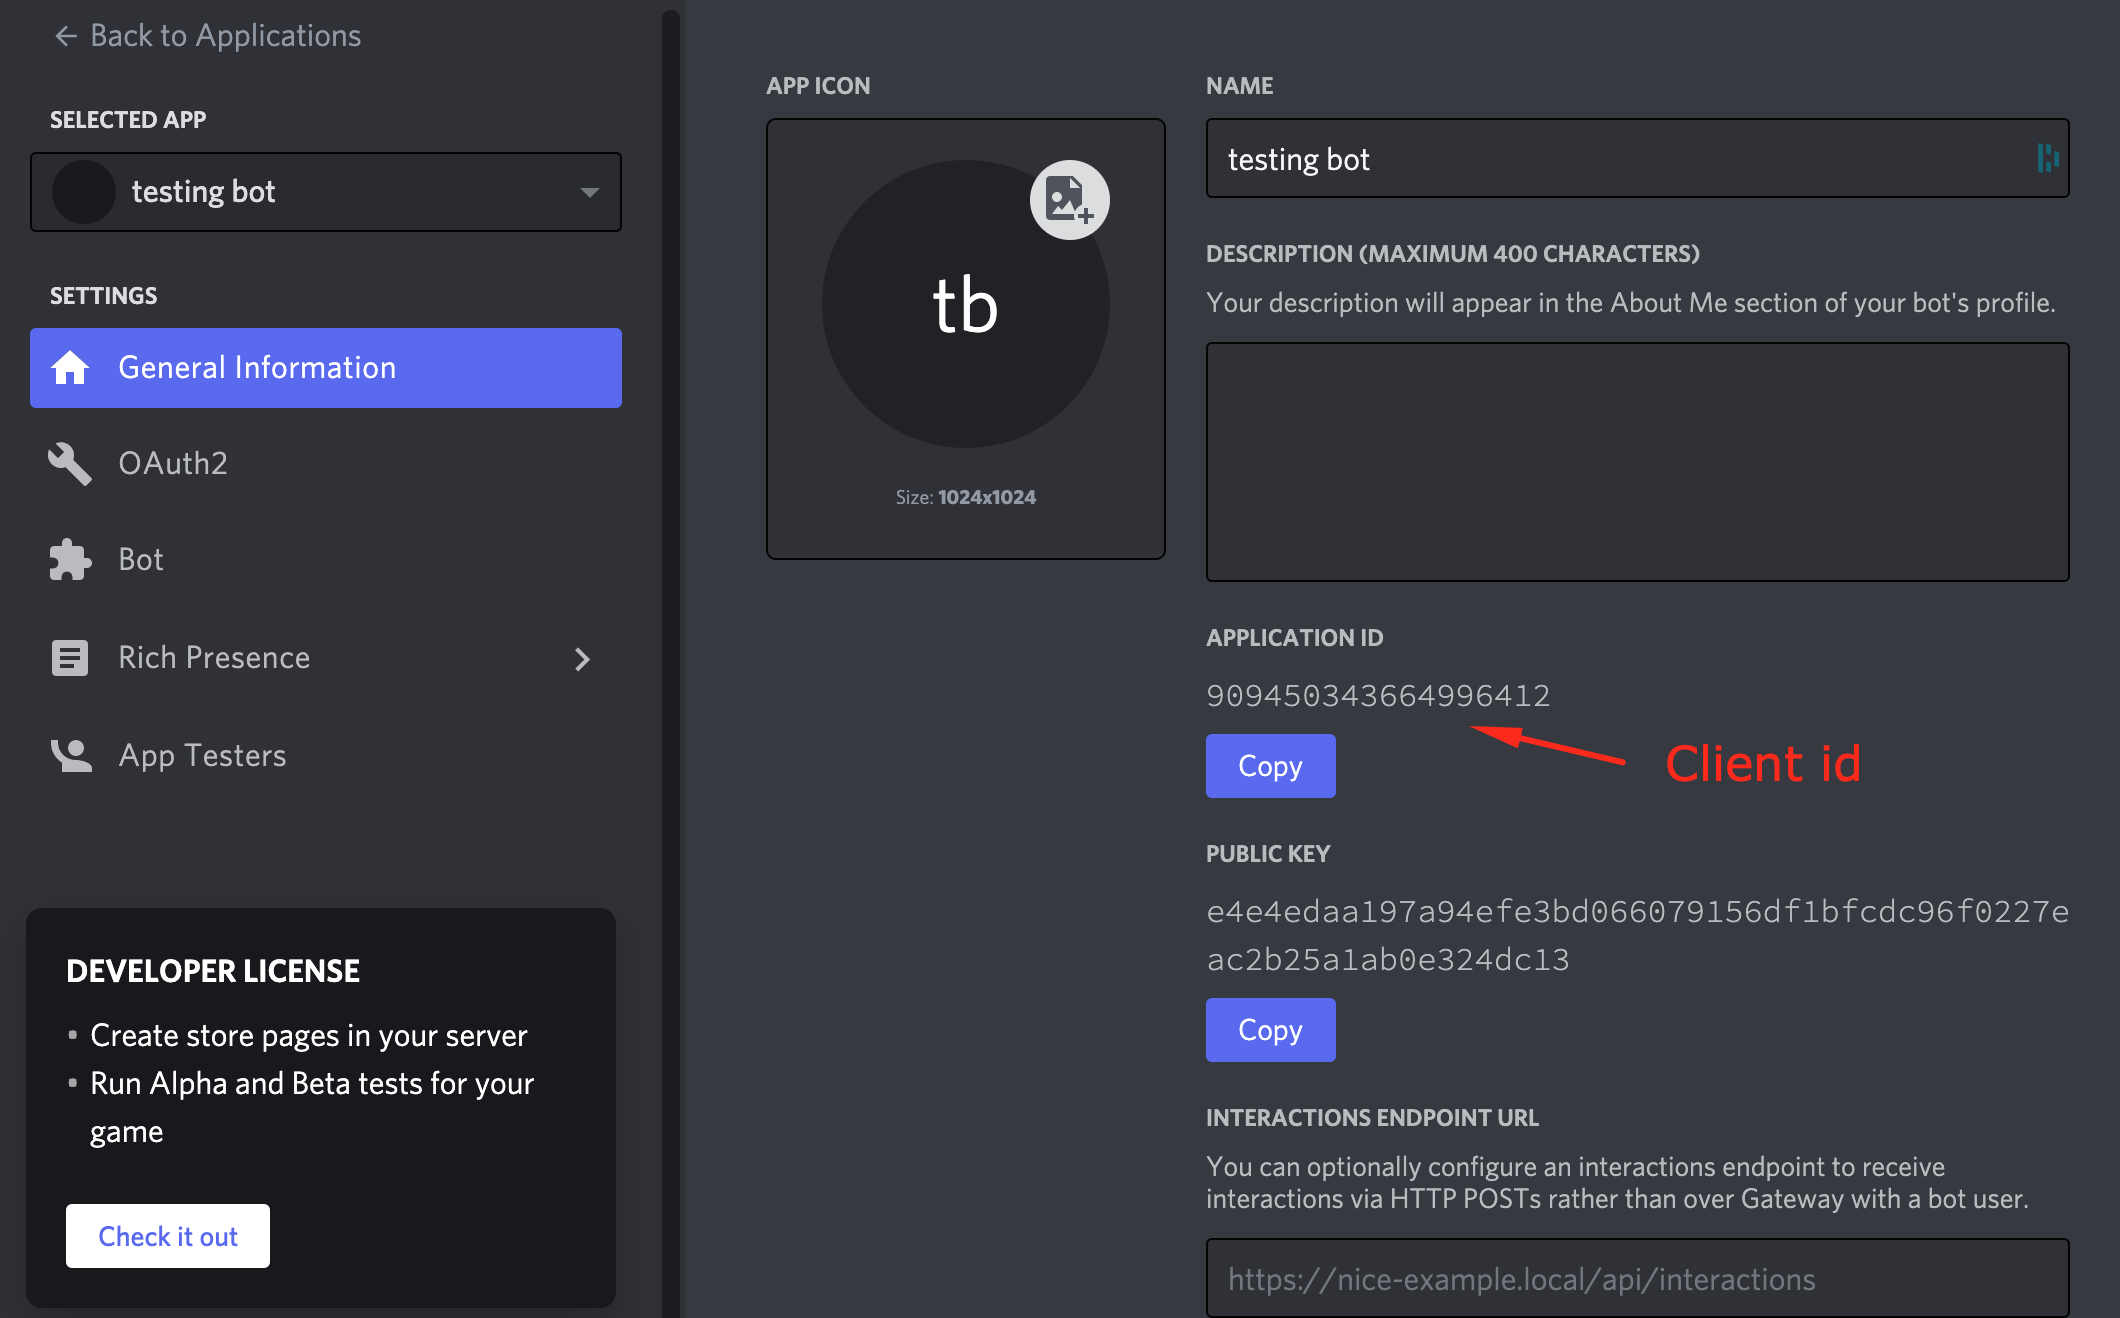 ← Back to Applications
SELECTED APP
testing bot
SETTINGS
General Information
OAuth2
Bot
Rich Presence
App Testers
DEVELOPER LICENSE
▪ Create store pages in your server
▪ Run Alpha and Beta tests for your
game
Check it out
APP ICON
tb
Size: 1024x1024
NAME
testing bot
DESCRIPTION (MAXIMUM 400 CHARACTERS)
Your description will appear in the About Me section of your bot's profile.
APPLICATION ID
909450343664996412
Copy
Client id
PUBLIC KEY
e4e4edaa197a94efe3bd066079156df1bfcdc96f0227e
ac2b25a1ab0e324dc13
Copy
INTERACTIONS ENDPOINT URL
You can optionally configure an interactions endpoint to receive
interactions via HTTP POSTs rather than over Gateway with a bot user.
https://nice-example.local/api/interactions